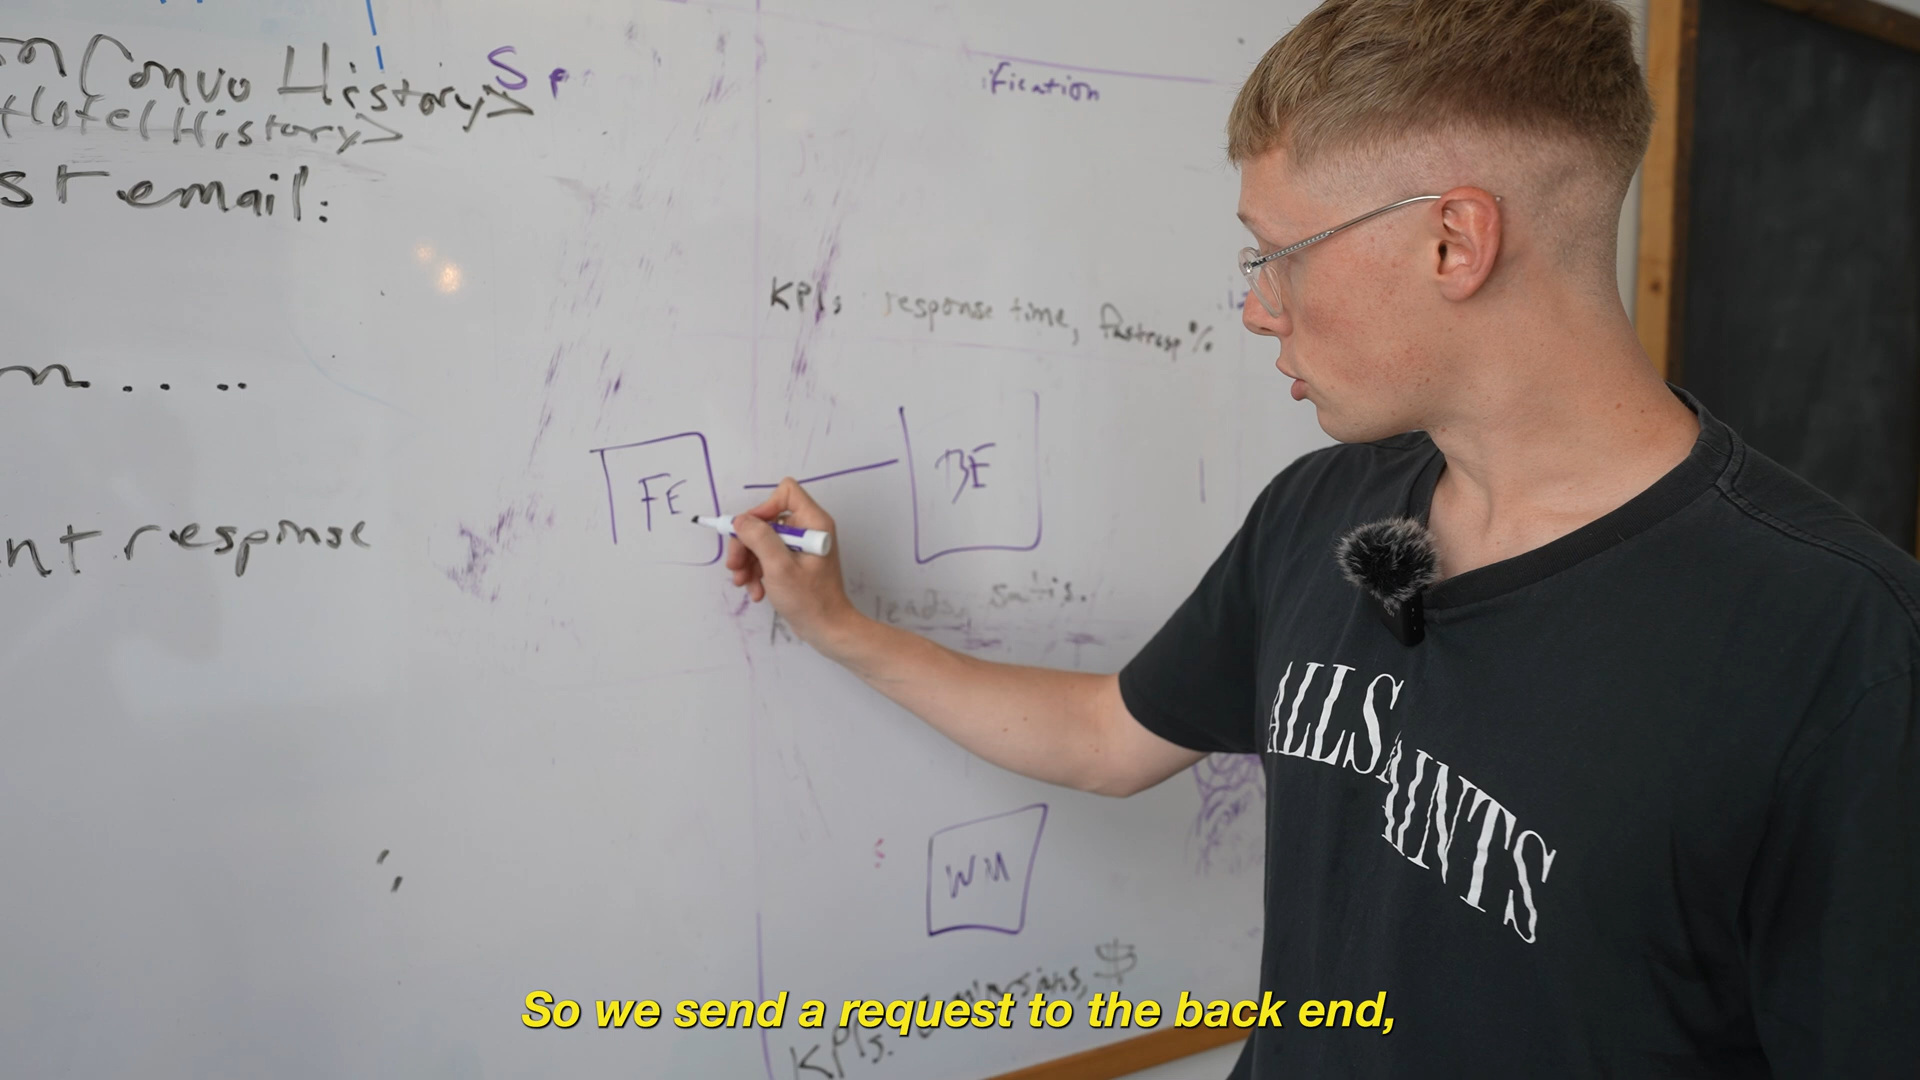 Convo History>
Hotel History>
st email:
nt response
S p
ification
KPIs response time,
FE
BE
leads, satis.
WM
KPIs. $
ALLSAINTS
So we send a request to the back end,